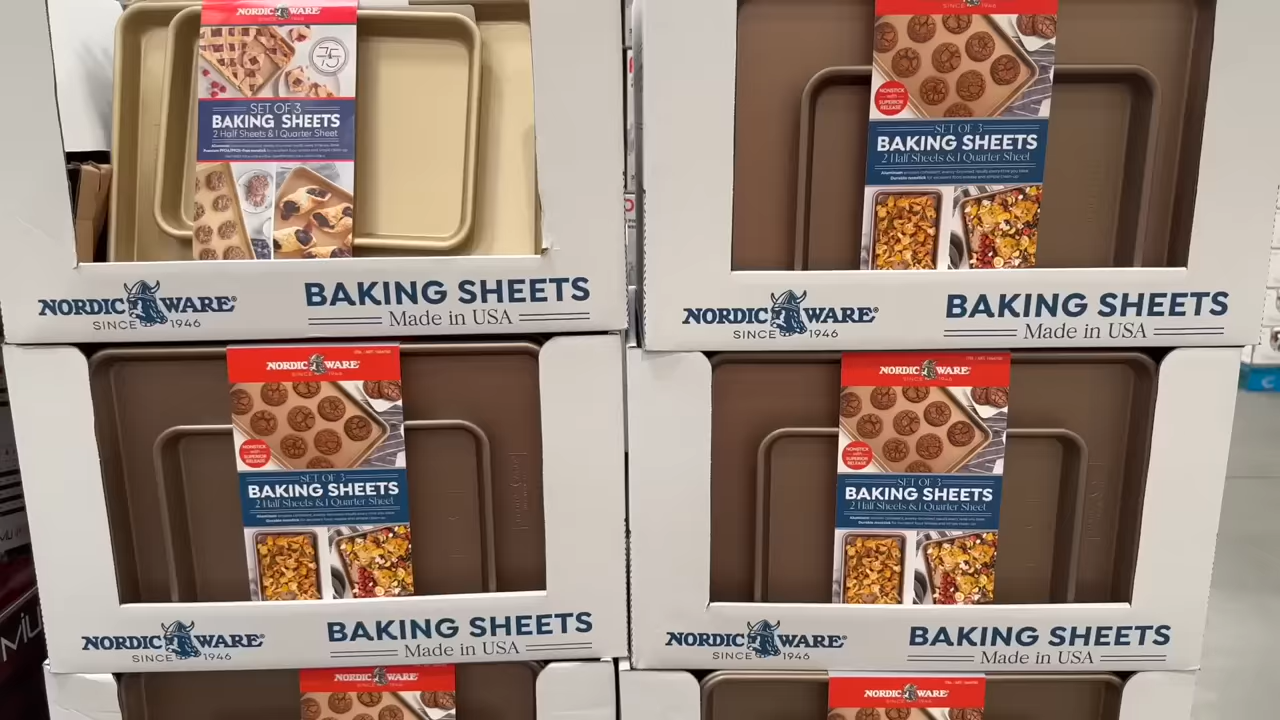 NORDIC WARE
SINCE 1946
75
SET OF 3
BAKING SHEETS
2 Half Sheets & 1 Quarter Sheet
NORDIC WARE®
SINCE 1946
BAKING SHEETS
Made in USA
NONSTICK
with
SUPERIOR
RELEASE
SET OF 3
BAKING SHEETS
2 Half Sheets & 1 Quarter Sheet
NORDIC WARE®
SINCE 1946
BAKING SHEETS
Made in USA
NORDIC WARE
SINCE 1946
NONSTICK
with
SUPERIOR
RELEASE
SET OF 3
BAKING SHEETS
2 Half Sheets & 1 Quarter Sheet
NORDIC WARE®
SINCE 1946
BAKING SHEETS
Made in USA
NORDIC WARE
SINCE 1946
NONSTICK
with
SUPERIOR
RELEASE
SET OF 3
BAKING SHEETS
2 Half Sheets & 1 Quarter Sheet
NORDIC WARE®
SINCE 1946
BAKING SHEETS
Made in USA
NORDIC WARE
NORDIC WARE